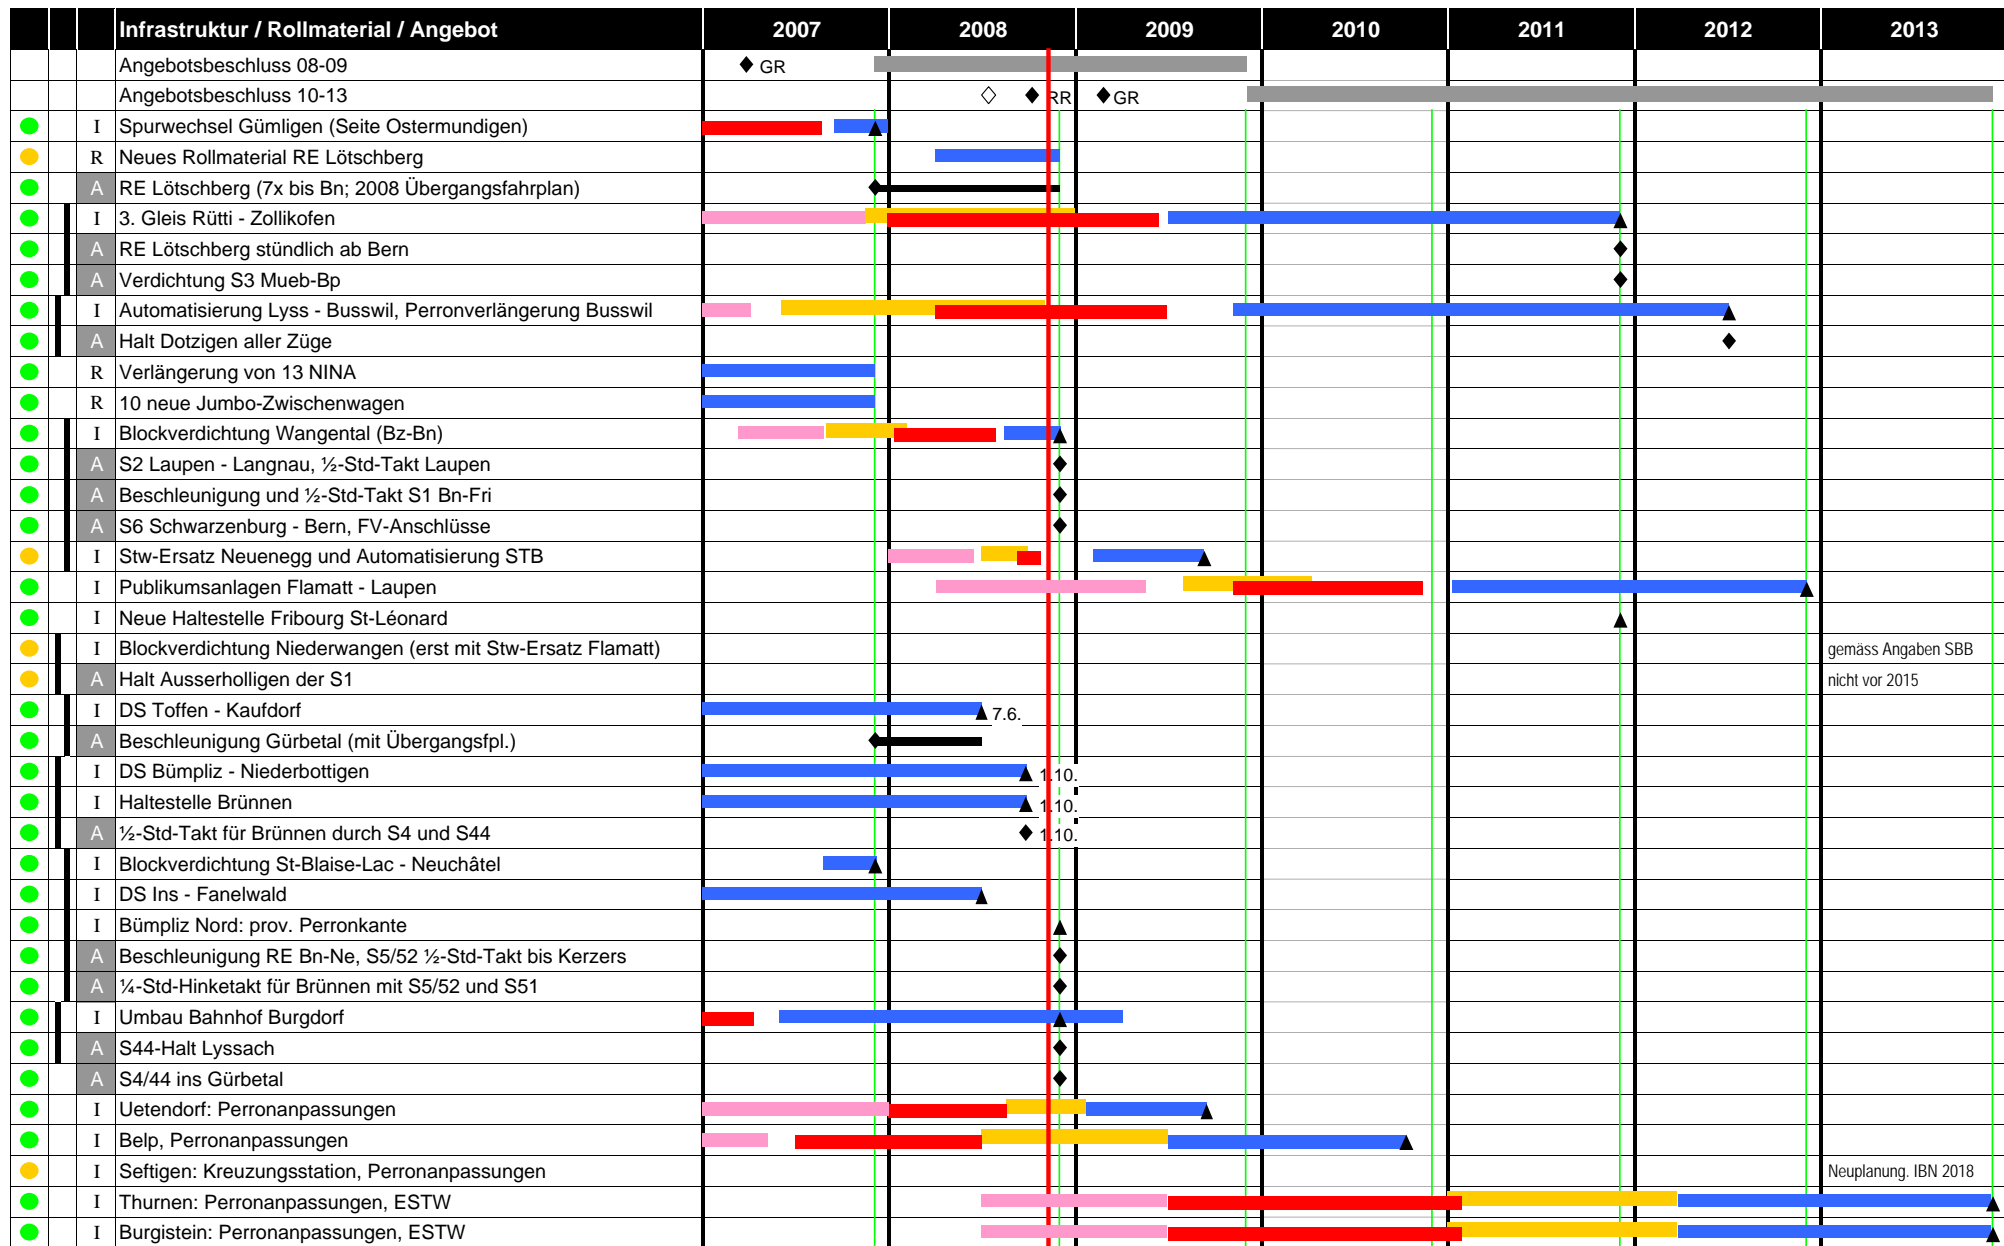 Infrastruktur / Rollmaterial / Angebot 2007 2008 2009 2010 2011 2012 2013
Angebotsbeschluss 08-09 GR
Angebotsbeschluss 10-13 RR GR
I Spurwechsel Gümligen (Seite Ostermundigen)
R Neues Rollmaterial RE Lötschberg
A RE Lötschberg (7x bis Bn; 2008 Übergangsfahrplan)
I 3. Gleis Rütti - Zollikofen
A RE Lötschberg stündlich ab Bern
A Verdichtung S3 Mueb-Bp
I Automatisierung Lyss - Busswil, Perronverlängerung Busswil
A Halt Dotzigen aller Züge
R Verlängerung von 13 NINA
R 10 neue Jumbo-Zwischenwagen
I Blockverdichtung Wangental (Bz-Bn)
A S2 Laupen - Langnau, ½-Std-Takt Laupen
A Beschleunigung und ½-Std-Takt S1 Bn-Fri
A S6 Schwarzenburg - Bern, FV-Anschlüsse
I Stw-Ersatz Neuenegg und Automatisierung STB
I Publikumsanlagen Flamatt - Laupen
I Neue Haltestelle Fribourg St-Léonard
I Blockverdichtung Niederwangen (erst mit Stw-Ersatz Flamatt) gemäss Angaben SBB
A Halt Ausserholligen der S1 nicht vor 2015
I DS Toffen - Kaufdorf 7.6.
A Beschleunigung Gürbetal (mit Übergangsfpl.)
I DS Bümpliz - Niederbottigen 1.10.
I Haltestelle Brünnen 1.10.
A ½-Std-Takt für Brünnen durch S4 und S44 1.10.
I Blockverdichtung St-Blaise-Lac - Neuchâtel
I DS Ins - Fanelwald
I Bümpliz Nord: prov. Perronkante
A Beschleunigung RE Bn-Ne, S5/52 ½-Std-Takt bis Kerzers
A ¼-Std-Hinketakt für Brünnen mit S5/52 und S51
I Umbau Bahnhof Burgdorf
A S44-Halt Lyssach
A S4/44 ins Gürbetal
I Uetendorf: Perronanpassungen
I Belp, Perronanpassungen
I Seftigen: Kreuzungsstation, Perronanpassungen Neuplanung. IBN 2018
I Thurnen: Perronanpassungen, ESTW
I Burgistein: Perronanpassungen, ESTW